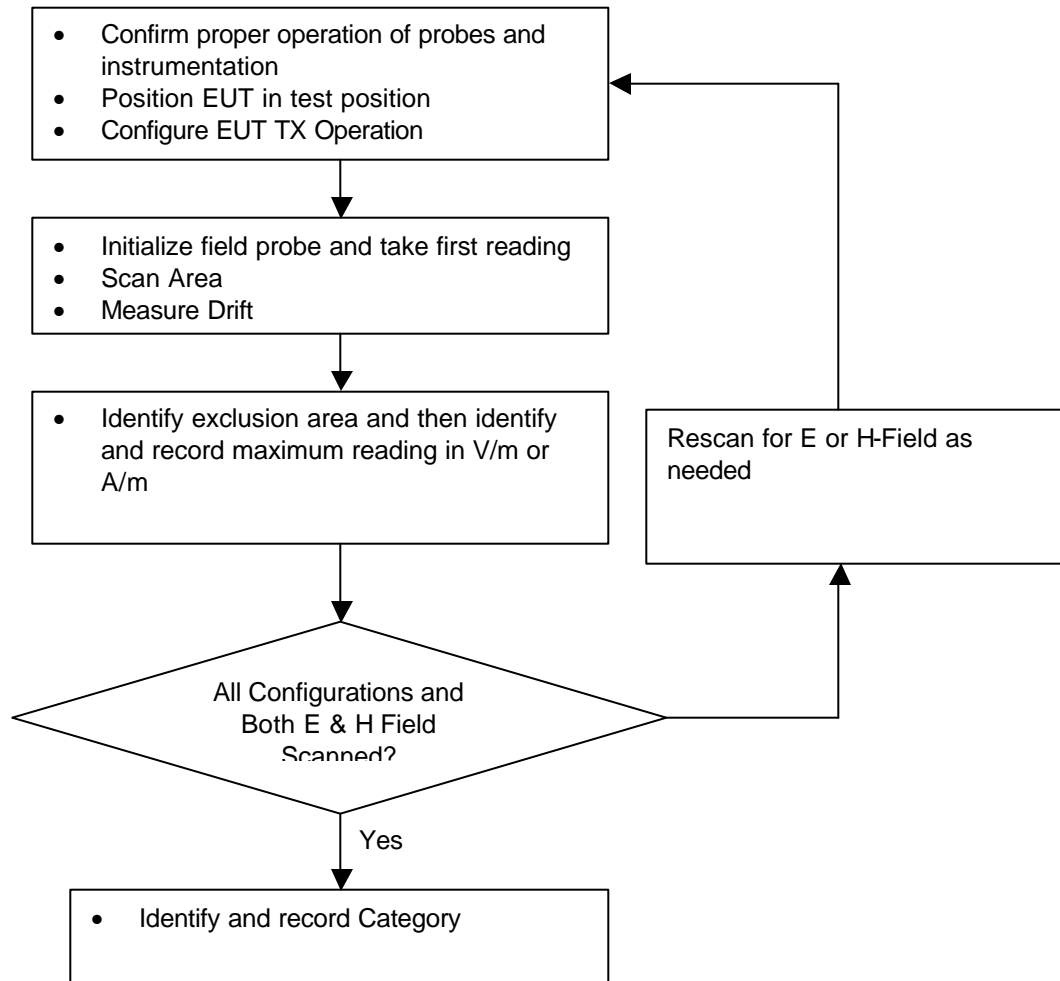 • Confirm proper operation of probes and
instrumentation
• Position EUT in test position
• Configure EUT TX Operation
• Initialize field probe and take first reading
• Scan Area
• Measure Drift
• Identify exclusion area and then identify
and record maximum reading in V/m or
A/m
Rescan for E or H-Field as
needed
All Configurations and
Both E & H Field
Scanned?
Yes
• Identify and record Category